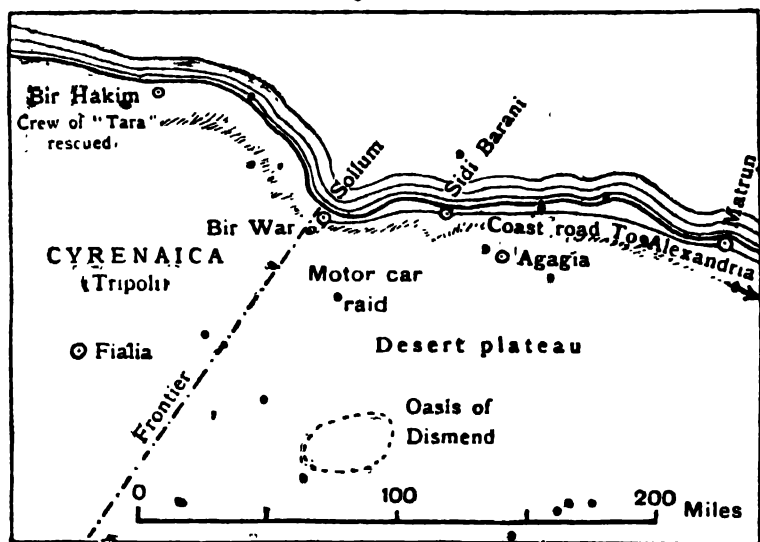 Bir Hakim
Crew of "Tara"
rescued.
Sollum
Sidi Barani
Matrun
Bir War
Coast road To Alexandria
CYRENAICA
(Tripoli)
Agagia
Motor car
raid
Fialia
Desert plateau
Frontier
Oasis of
Dismend
0 100 200 Miles